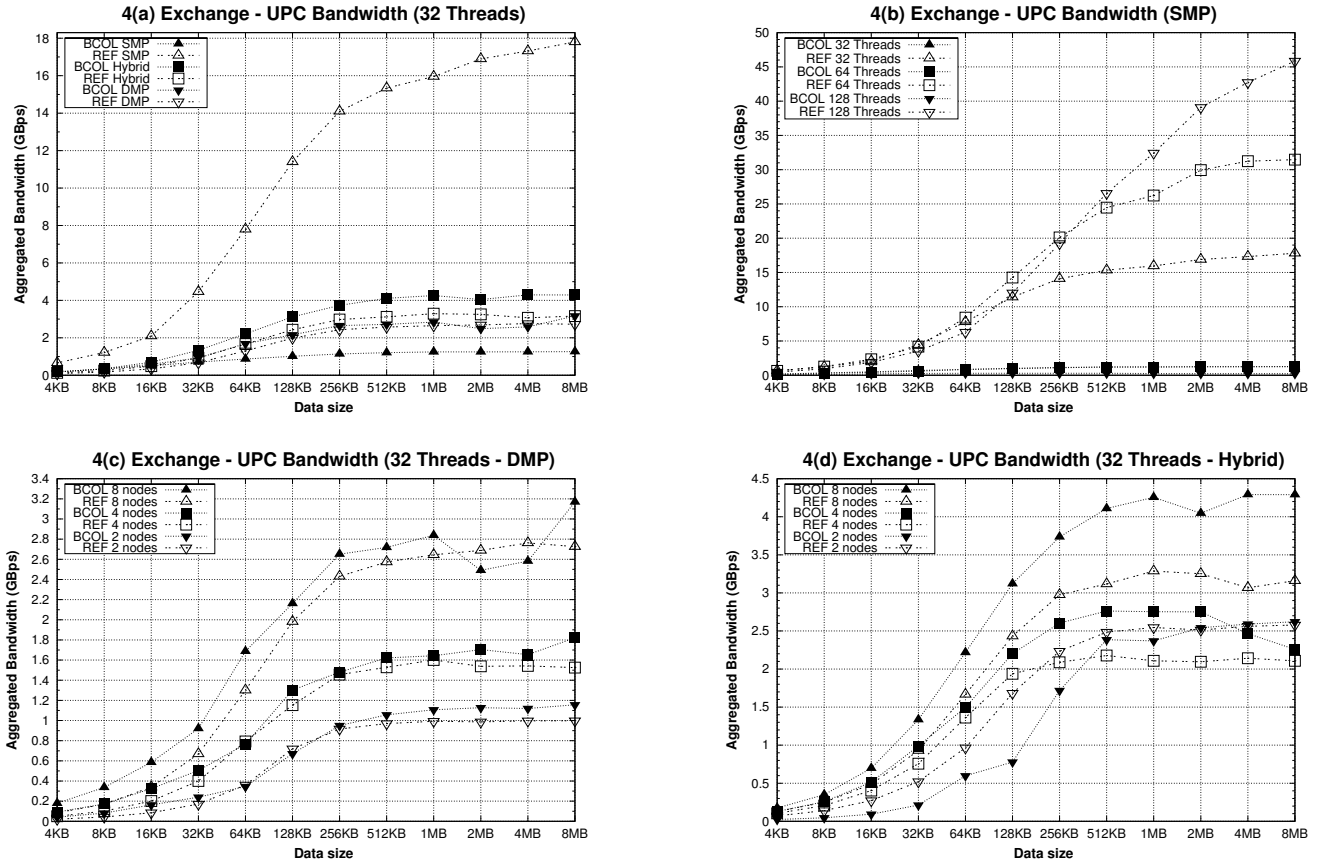 4(a) Exchange - UPC Bandwidth (32 Threads)
Aggregated Bandwidth (GBps)
18
16
14
12
10
8
6
4
2
0
BCOL SMP
REF SMP
BCOL Hybrid
REF Hybrid
BCOL DMP
REF DMP
4KB 8KB 16KB 32KB 64KB 128KB 256KB 512KB 1MB 2MB 4MB 8MB
Data size
4(b) Exchange - UPC Bandwidth (SMP)
Aggregated Bandwidth (GBps)
50
45
40
35
30
25
20
15
10
5
0
BCOL 32 Threads
REF 32 Threads
BCOL 64 Threads
REF 64 Threads
BCOL 128 Threads
REF 128 Threads
4KB 8KB 16KB 32KB 64KB 128KB 256KB 512KB 1MB 2MB 4MB 8MB
Data size
4(c) Exchange - UPC Bandwidth (32 Threads - DMP)
Aggregated Bandwidth (GBps)
3.4
3.2
3
2.8
2.6
2.4
2.2
2
1.8
1.6
1.4
1.2
1
0.8
0.6
0.4
0.2
0
BCOL 8 nodes
REF 8 nodes
BCOL 4 nodes
REF 4 nodes
BCOL 2 nodes
REF 2 nodes
4KB 8KB 16KB 32KB 64KB 128KB 256KB 512KB 1MB 2MB 4MB 8MB
Data size
4(d) Exchange - UPC Bandwidth (32 Threads - Hybrid)
Aggregated Bandwidth (GBps)
4.5
4
3.5
3
2.5
2
1.5
1
0.5
0
BCOL 8 nodes
REF 8 nodes
BCOL 4 nodes
REF 4 nodes
BCOL 2 nodes
REF 2 nodes
4KB 8KB 16KB 32KB 64KB 128KB 256KB 512KB 1MB 2MB 4MB 8MB
Data size